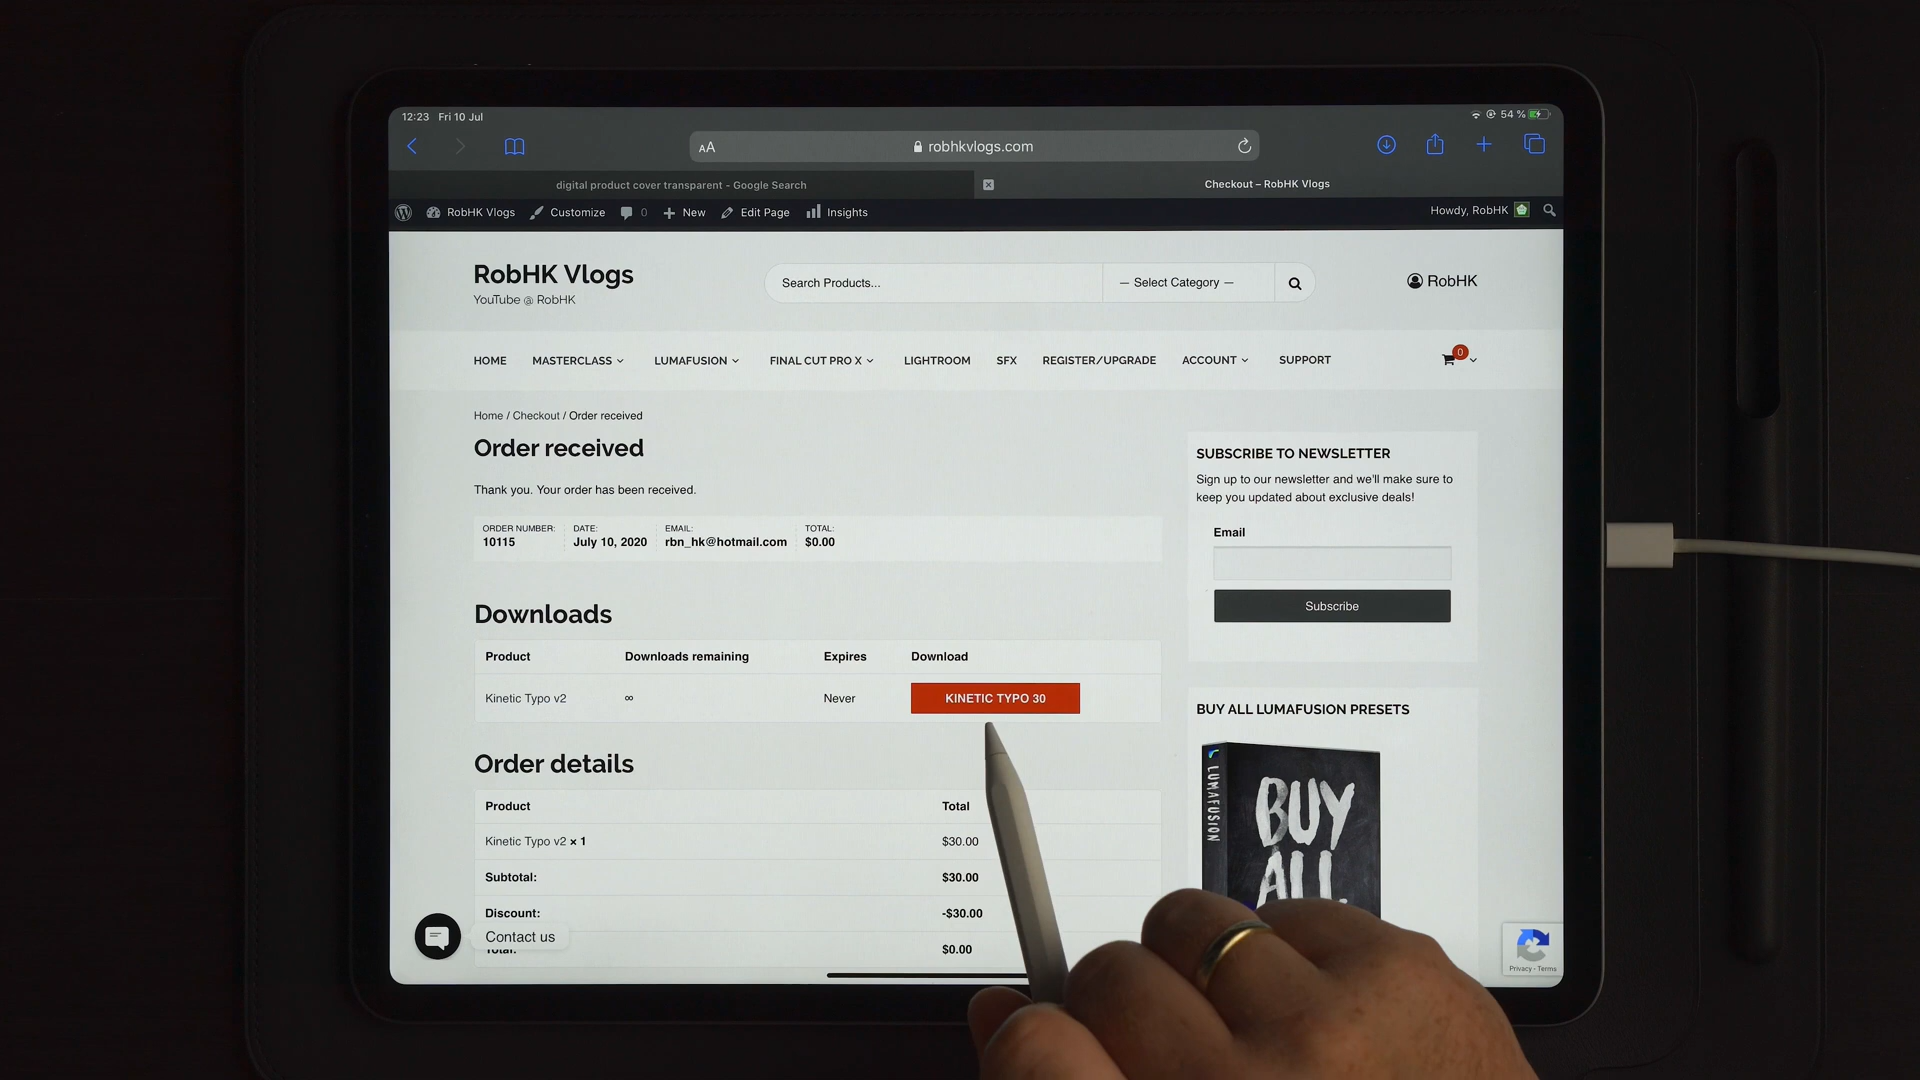 12:23 Fri 10 Jul
54 %
AA robhkvlogs.com
digital product cover transparent - Google Search
Checkout – RobHK Vlogs
RobHK Vlogs Customize 0 New Edit Page Insights
Howdy, RobHK
RobHK Vlogs
YouTube @ RobHK
Search Products...
— Select Category —
RobHK
HOME MASTERCLASS LUMAFUSION FINAL CUT PRO X LIGHTROOM SFX REGISTER/UPGRADE ACCOUNT SUPPORT 0
Home / Checkout / Order received
Order received
Thank you. Your order has been received.
ORDER NUMBER: DATE: EMAIL: TOTAL:
10115 July 10, 2020 rbn_hk@hotmail.com $0.00
Downloads
Product Downloads remaining Expires Download
Kinetic Typo v2 ∞ Never KINETIC TYPO 30
Order details
Product Total
Kinetic Typo v2 × 1 $30.00
Subtotal: $30.00
Discount: -$30.00
Contact us
Total: $0.00
SUBSCRIBE TO NEWSLETTER
Sign up to our newsletter and we'll make sure to
keep you updated about exclusive deals!
Email
Subscribe
BUY ALL LUMAFUSION PRESETS
LUMAFUSION
BUY
ALL
Privacy - Terms